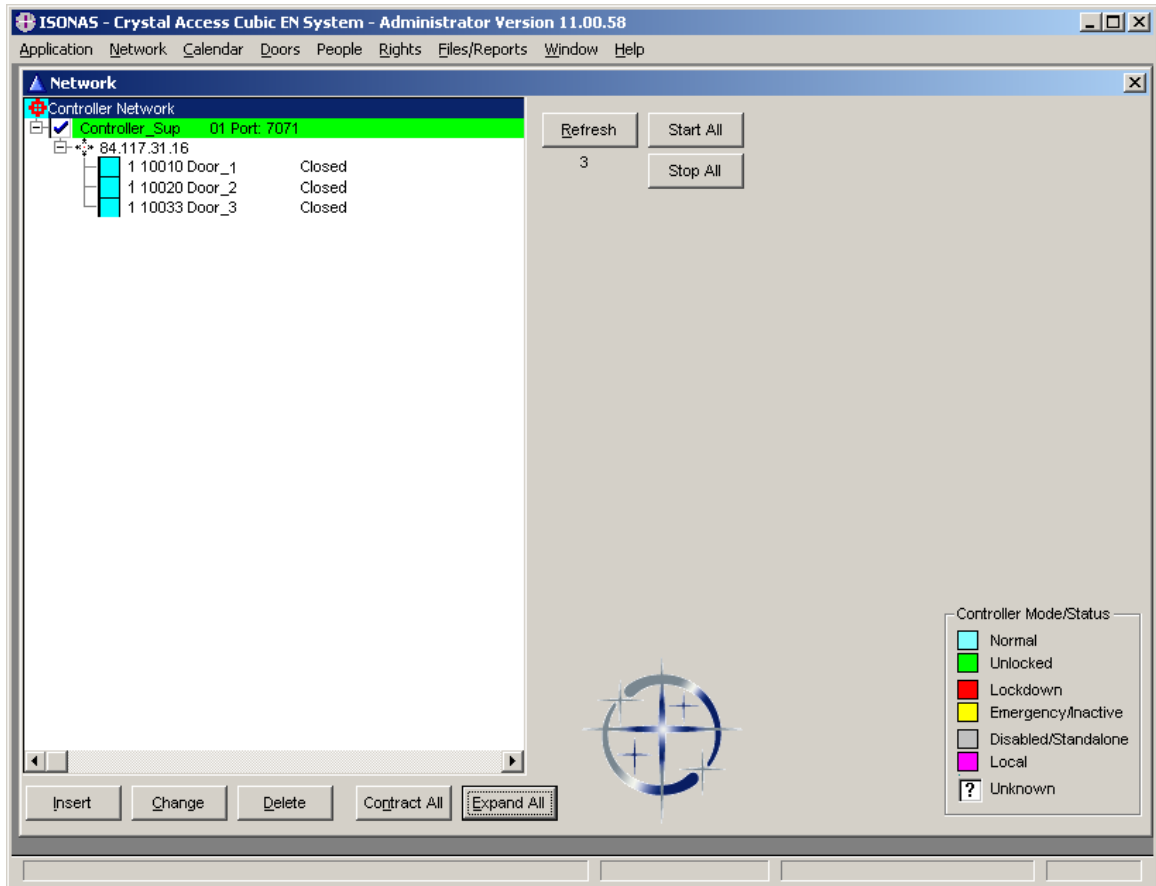 ISONAS - Crystal Access Cubic EN System - Administrator Version 11.00.58
Application Network Calendar Doors People Rights Files/Reports Window Help
Network
Controller Network
Controller_Sup 01 Port: 7071
84.117.31.16
1 10010 Door_1 Closed
1 10020 Door_2 Closed
1 10033 Door_3 Closed
Refresh Start All
3 Stop All
Controller Mode/Status
Normal
Unlocked
Lockdown
Emergency/Inactive
Disabled/Standalone
Local
? Unknown
Insert Change Delete Contract All Expand All